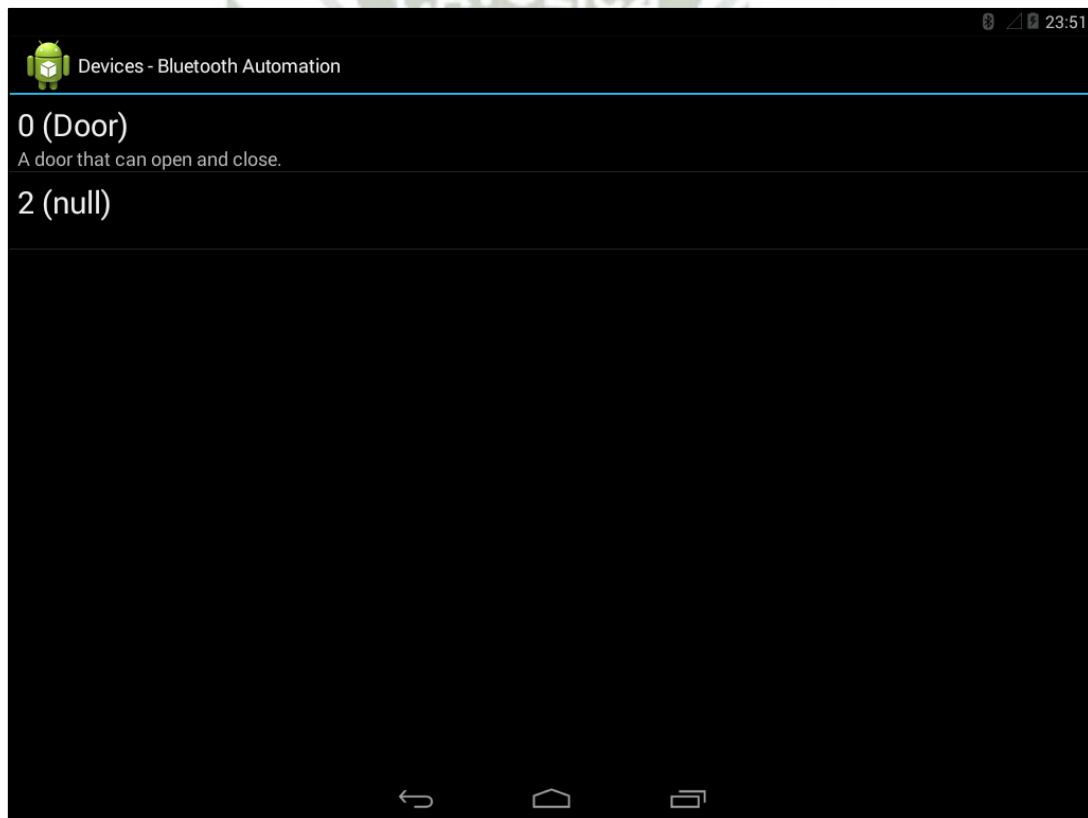 23:51
Devices - Bluetooth Automation
0 (Door)
A door that can open and close.
2 (null)